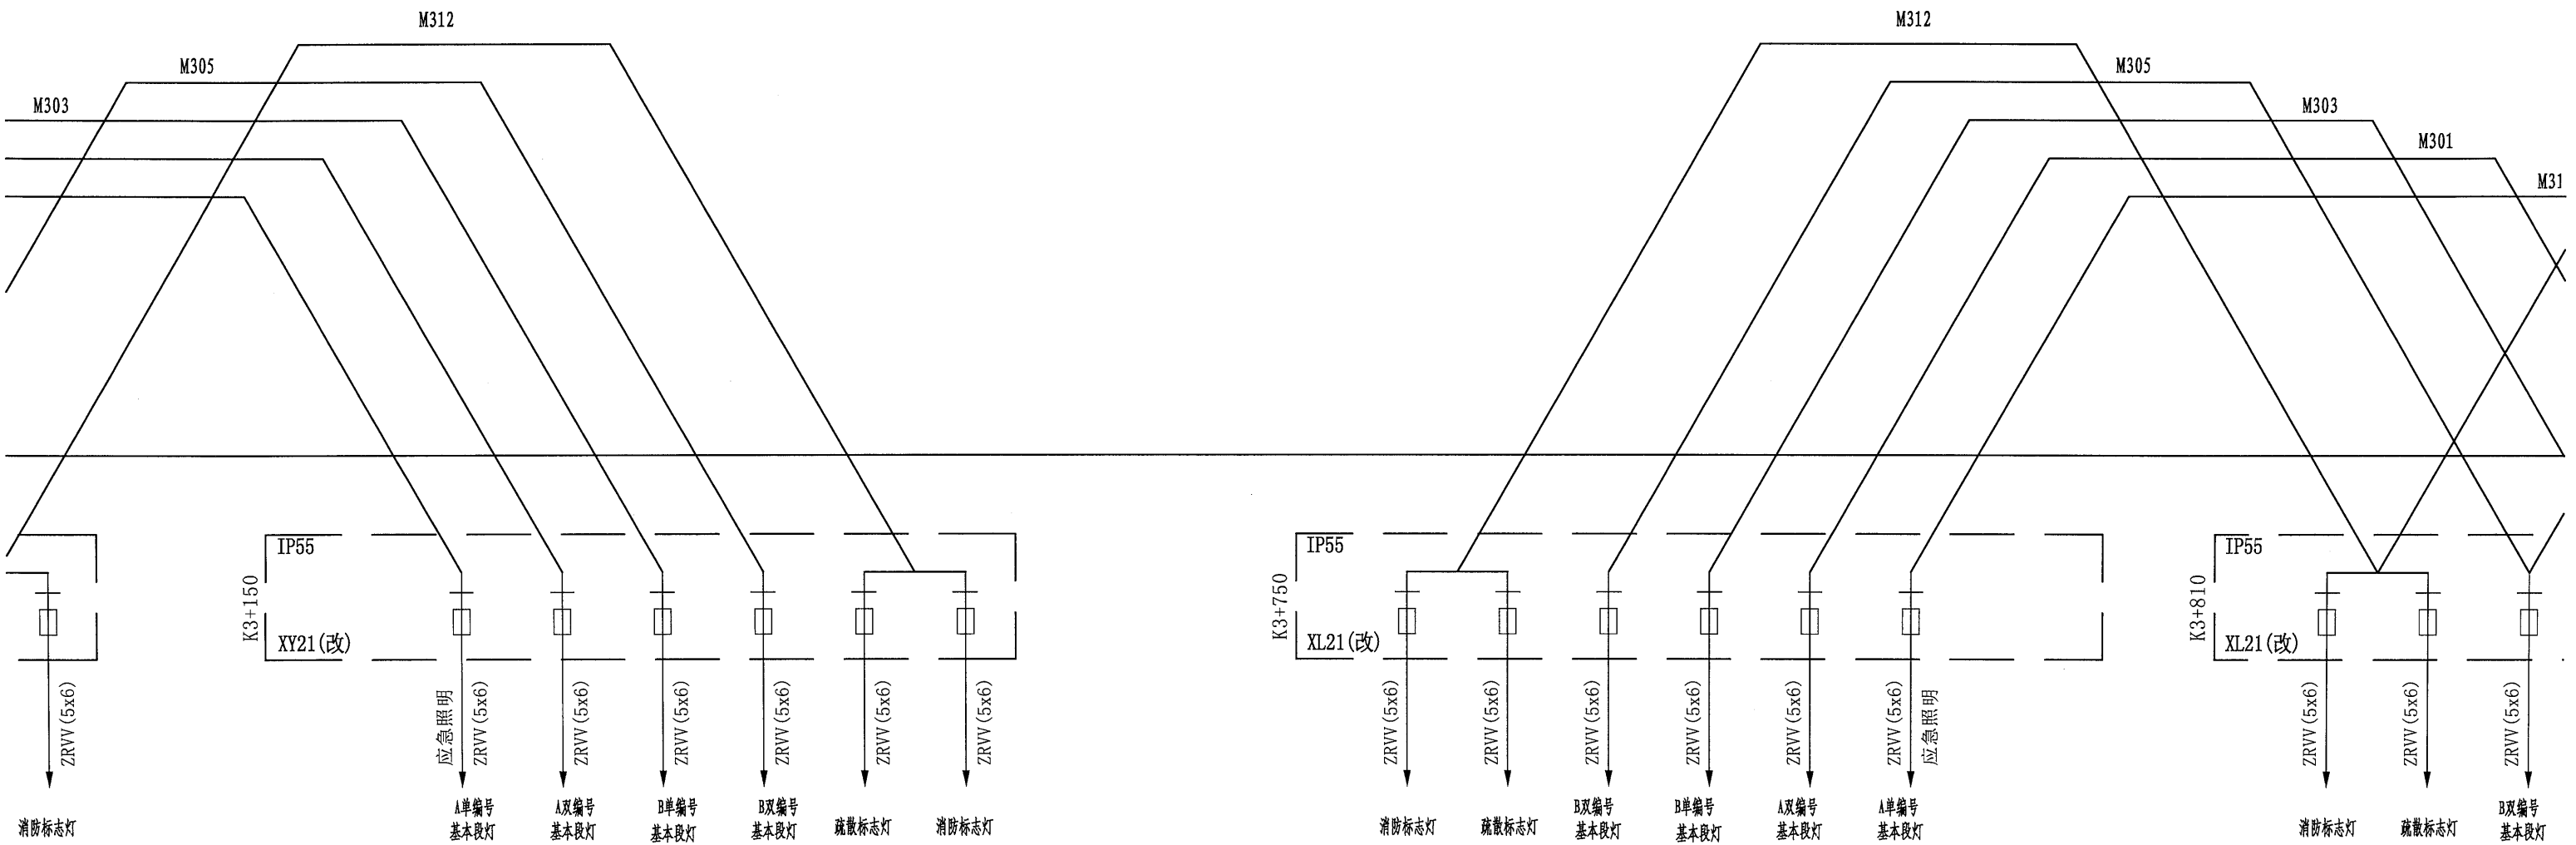 M312
M312
M305
M305
M303
M303
M301
M31
IP55
K3+150
XY21(改)
IP55
K3+750
XL21(改)
IP55
K3+810
XL21(改)
ZRVV(5x6)
应急照明
ZRVV(5x6)
ZRVV(5x6)
ZRVV(5x6)
ZRVV(5x6)
ZRVV(5x6)
ZRVV(5x6)
ZRVV(5x6)
ZRVV(5x6)
ZRVV(5x6)
ZRVV(5x6)
ZRVV(5x6)
ZRVV(5x6)
应急照明
ZRVV(5x6)
ZRVV(5x6)
ZRVV(5x6)
消防标志灯
A单编号
基本段灯
A双编号
基本段灯
B单编号
基本段灯
B双编号
基本段灯
疏散标志灯
消防标志灯
消防标志灯
疏散标志灯
B双编号
基本段灯
B单编号
基本段灯
A双编号
基本段灯
A单编号
基本段灯
消防标志灯
疏散标志灯
B双编号
基本段灯